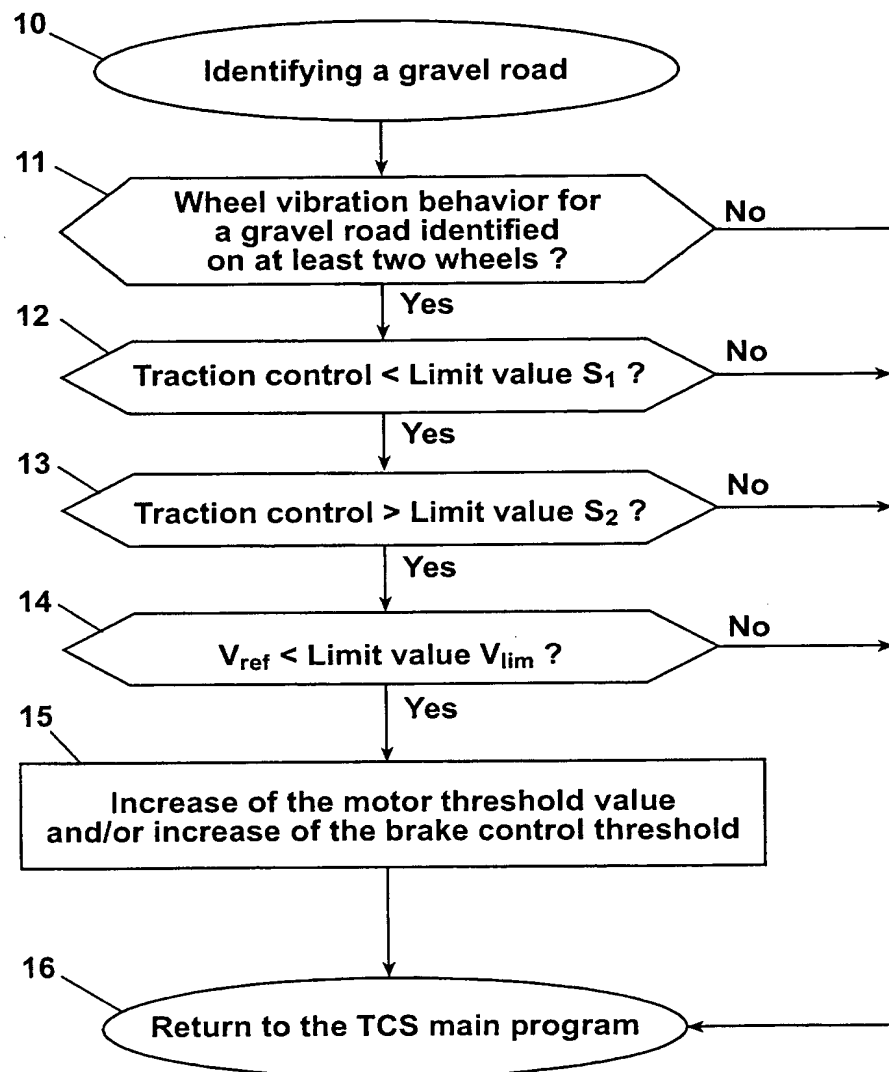 10
Identifying a gravel road
11
Wheel vibration behavior for
a gravel road identified
on at least two wheels ?
No
Yes
12
Traction control < Limit value S₁ ?
No
Yes
13
Traction control > Limit value S₂ ?
No
Yes
14
V_ref < Limit value V_lim ?
No
Yes
15
Increase of the motor threshold value
and/or increase of the brake control threshold
16
Return to the TCS main program